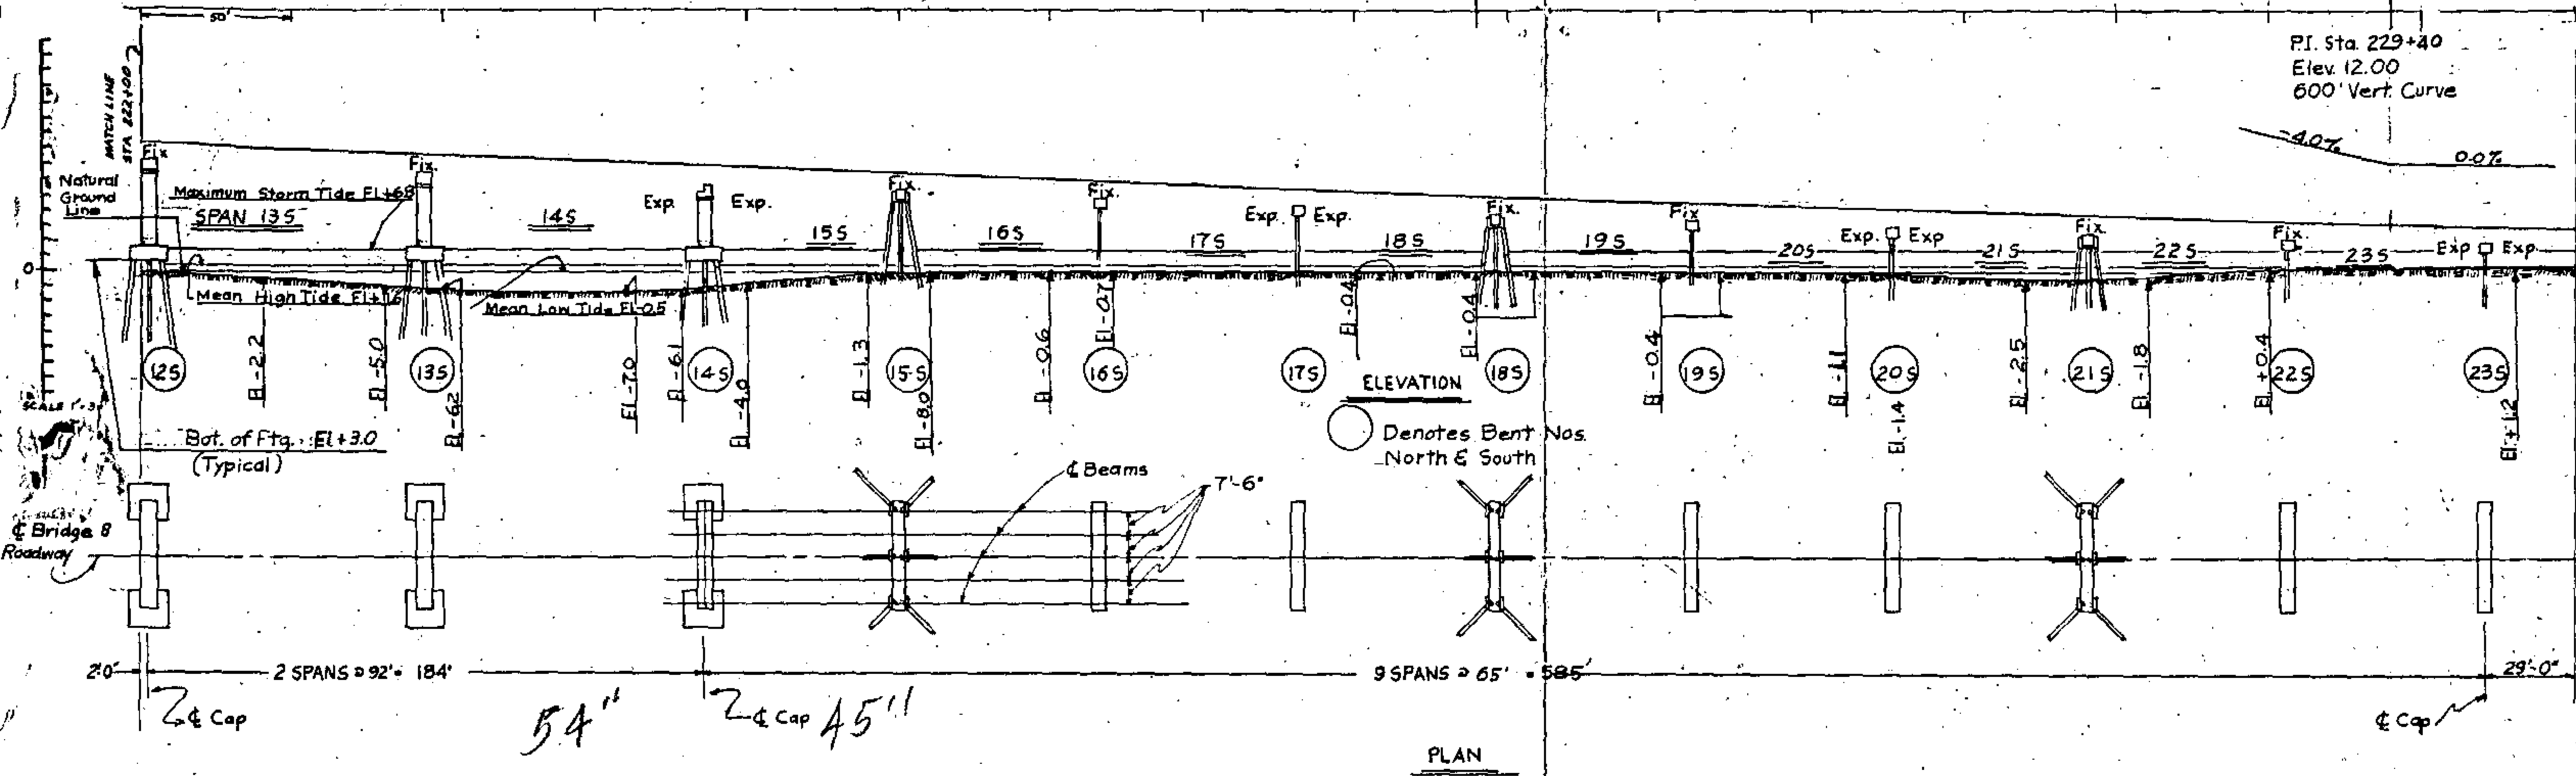 50'
P.I. Sta. 229+40
Elev. 12.00
600' Vert. Curve
MATCH LINE
STA 222+00
-4.0%
0.0%
Fix
Fix.
Fix.
Fix.
Fix.
Fix
Fix.
Fix.
Natural
Ground
Line
Maximum Storm Tide El.+6.8
SPAN 13S
14S
Exp. Exp.
15S
16S
Exp. Exp.
17S
18S
19S
Exp. Exp
20S
21S
22S
23S
Exp Exp
0
Mean High Tide El+1.6
Mean Low Tide El-0.5
El.-2.2
El.-5.0
El.-6.2
El.-7.0
El.-6.1
El.-4.0
El.-1.3
El.-8.0
El.-0.6
El.-0.7
El.-0.4
El.-0.4
El.-0.4
El.-1.1
El.-1.4
El.-2.5
El.-1.8
El.+0.4
El.+1.2
12S
13S
14S
15S
16S
17S
18S
19S
20S
21S
22S
23S
ELEVATION
Denotes Bent Nos.
North & South
Bot. of Ftg. El+3.0
(Typical)
℄ Beams
7'-6"
℄ Bridge &
Roadway
2'0"
2 SPANS @ 92' = 184'
9 SPANS @ 65' = 585'
29'-0"
℄ Cap
54"
℄ Cap
45"
℄ Cap
PLAN